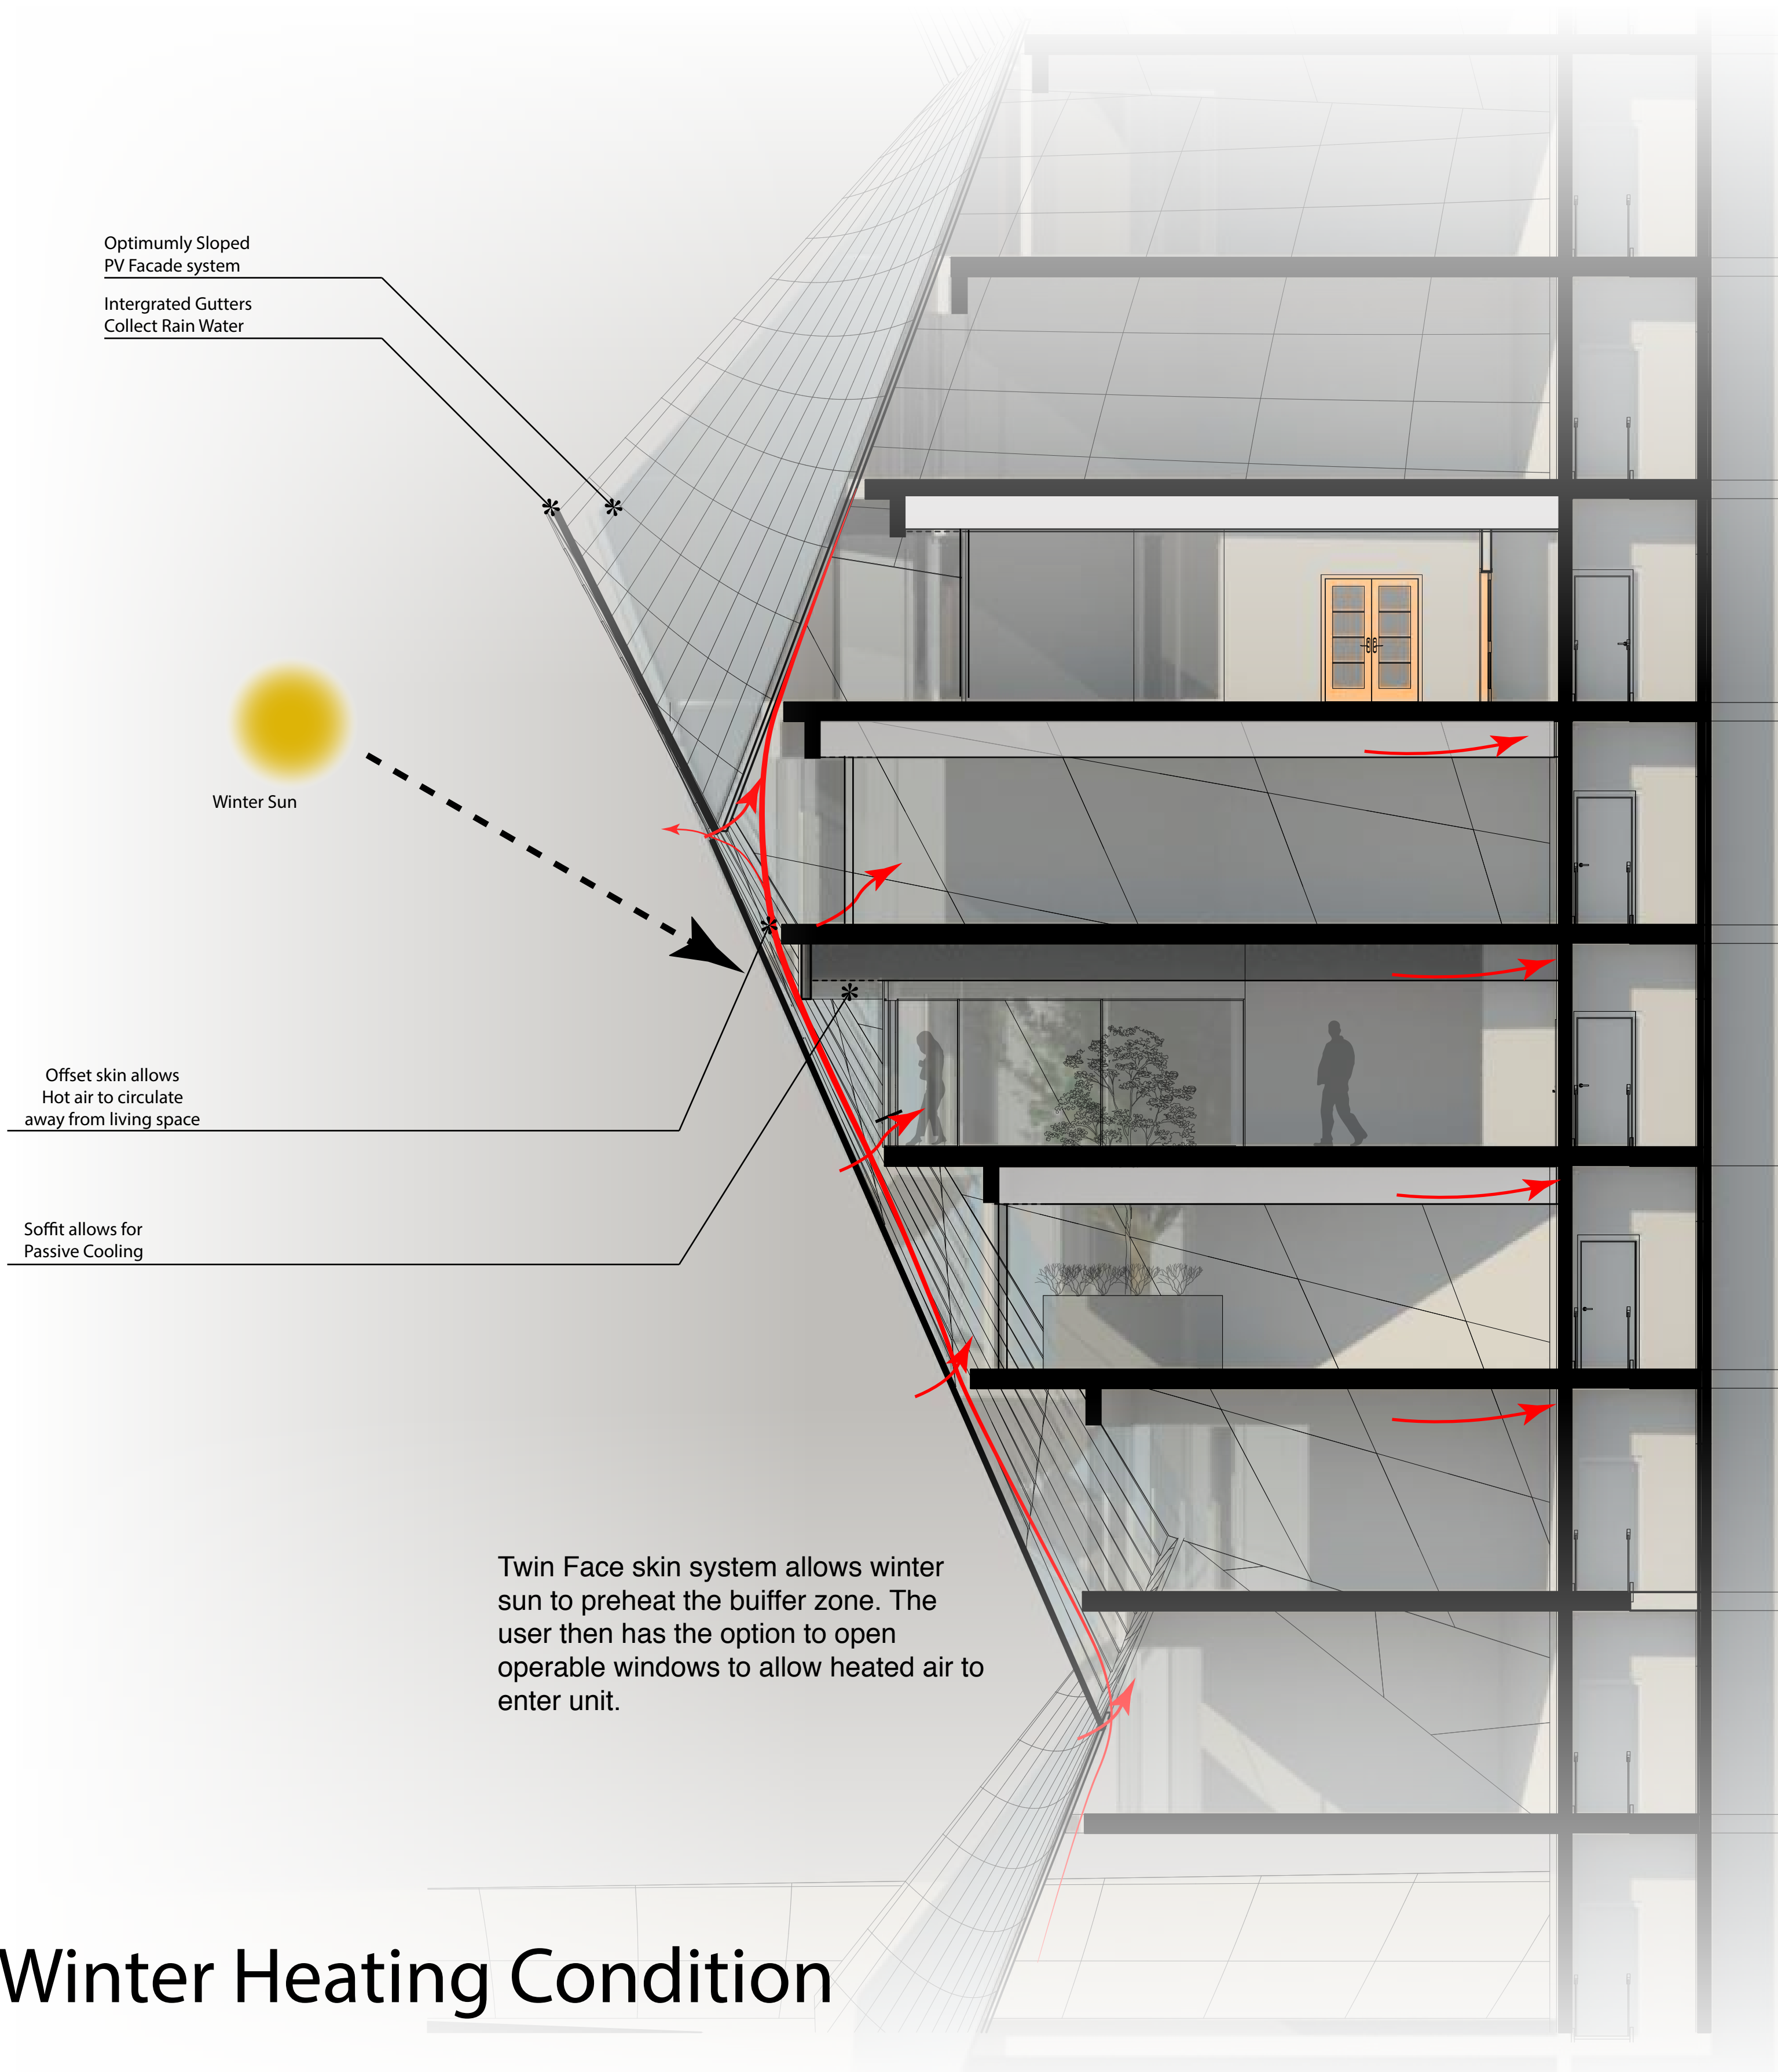 Optimumly Sloped
PV Facade system
Intergrated Gutters
Collect Rain Water
Winter Sun
Offset skin allows
Hot air to circulate
away from living space
Soffit allows for
Passive Cooling
Twin Face skin system allows winter
sun to preheat the buiffer zone. The
user then has the option to open
operable windows to allow heated air to
enter unit.
Winter Heating Condition